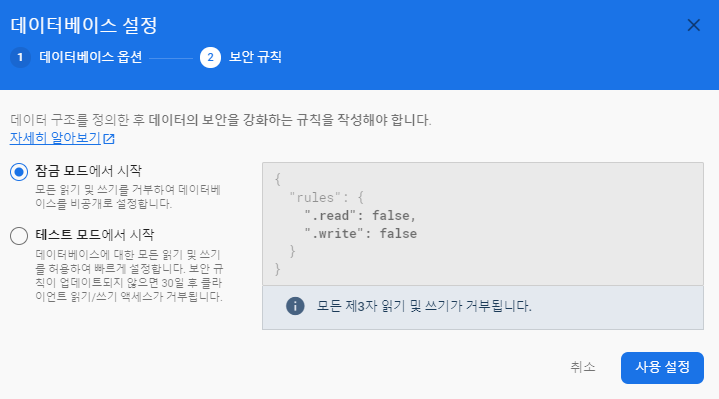 데이터베이스 설정
1 데이터베이스 옵션 2 보안 규칙
데이터 구조를 정의한 후 데이터의 보안을 강화하는 규칙을 작성해야 합니다.
자세히 알아보기
잠금 모드에서 시작
모든 읽기 및 쓰기를 거부하여 데이터베
이스를 비공개로 설정합니다.
테스트 모드에서 시작
데이터베이스에 대한 모든 읽기 및 쓰기
를 허용하여 빠르게 설정합니다. 보안 규
칙이 업데이트되지 않으면 30일 후 클라
이언트 읽기/쓰기 액세스가 거부됩니다.
{
"rules": {
".read": false,
".write": false
}
}
모든 제3자 읽기 및 쓰기가 거부됩니다.
취소 사용 설정